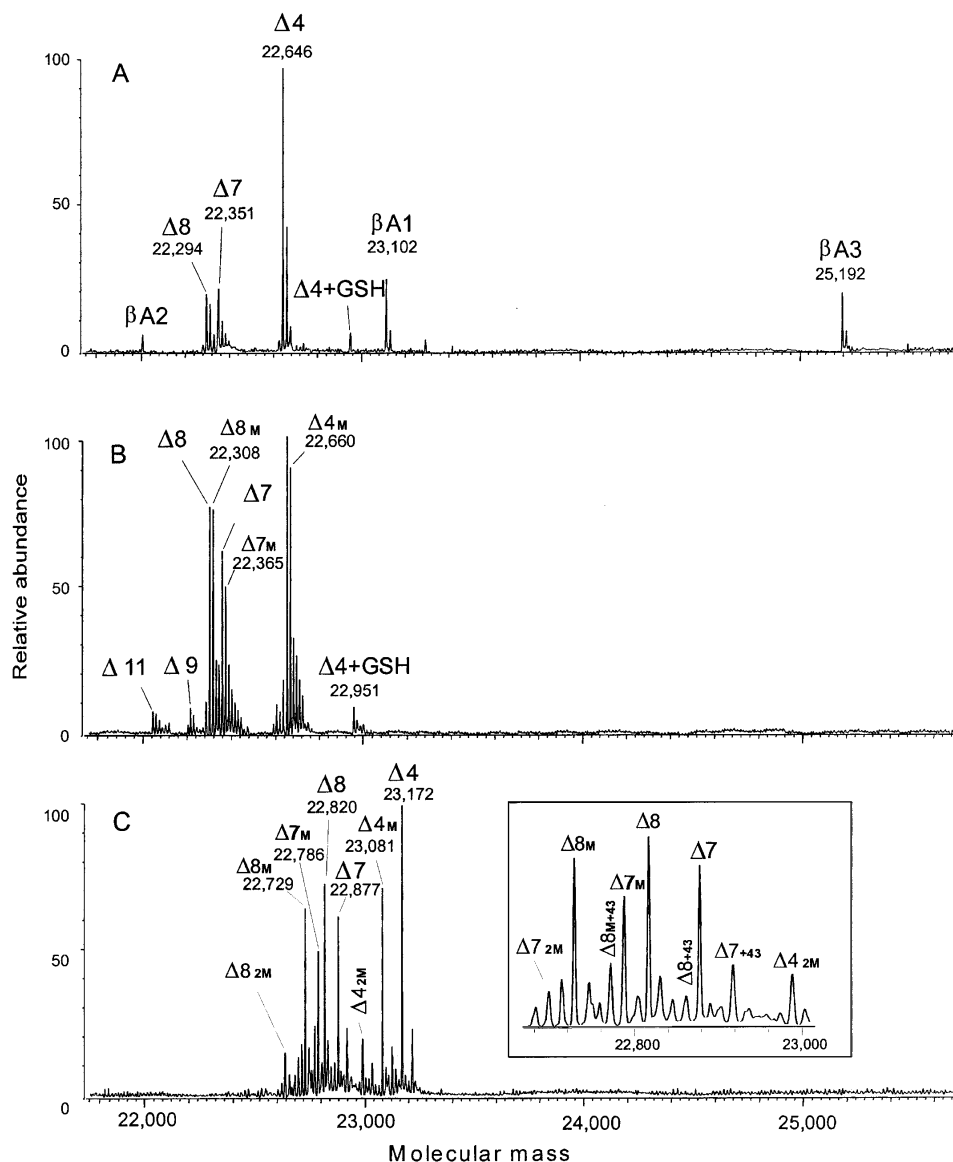 Relative abundance
A
100
50
0
Δ4
22,646
Δ7
22,351
Δ8
22,294
βA2
Δ4+GSH
βA1
23,102
βA3
25,192
B
100
50
0
Δ8
Δ8 M
22,308
Δ7
Δ7M
22,365
Δ4M
22,660
Δ 11
Δ 9
Δ4+GSH
22,951
C
100
50
0
Δ4
23,172
Δ8
22,820
Δ7M
22,786
Δ4M
23,081
Δ8M
22,729
Δ7
22,877
Δ8 2M
Δ4 2M
Δ8
Δ8M
Δ7M
Δ7
Δ8M+43
Δ8+43
Δ7 2M
Δ7+43
Δ4 2M
22,800
23,000
22,000
23,000
24,000
25,000
Molecular mass